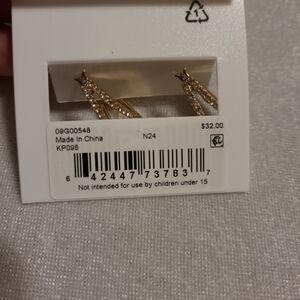 1
09G00548
Made In China
KP095
N24
$32.00
6 42447 73783 7
Not intended for use by children under 15